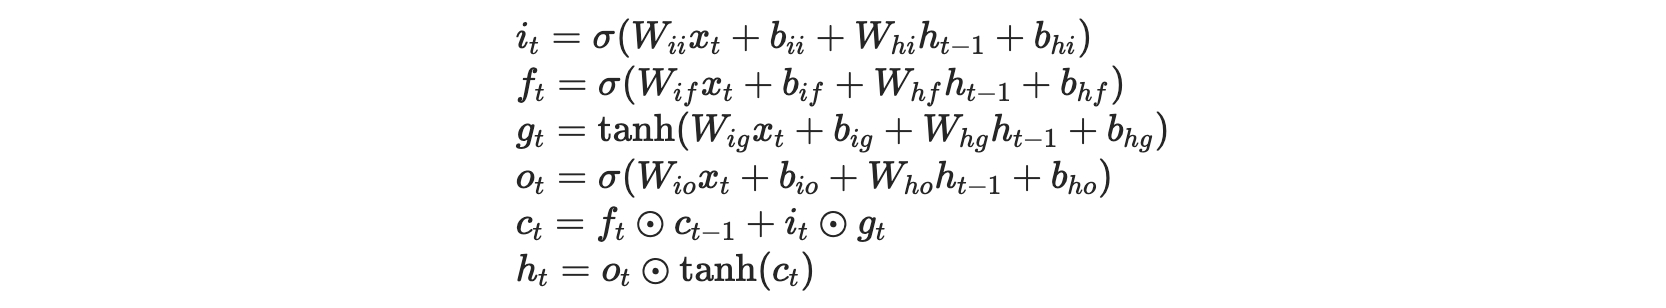 i_t = σ(W_{ii}x_t + b_{ii} + W_{hi}h_{t−1} + b_{hi})
f_t = σ(W_{if}x_t + b_{if} + W_{hf}h_{t−1} + b_{hf})
g_t = tanh(W_{ig}x_t + b_{ig} + W_{hg}h_{t−1} + b_{hg})
o_t = σ(W_{io}x_t + b_{io} + W_{ho}h_{t−1} + b_{ho})
c_t = f_t ⊙ c_{t−1} + i_t ⊙ g_t
h_t = o_t ⊙ tanh(c_t)